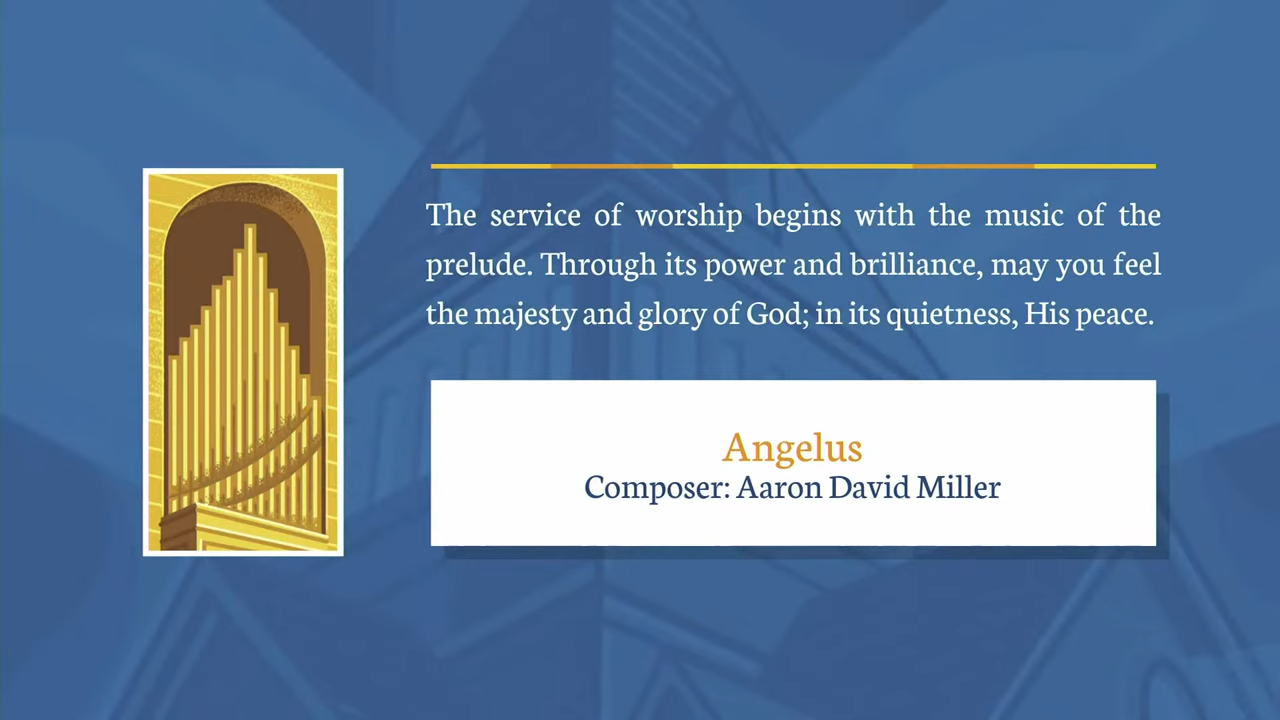 The service of worship begins with the music of the
prelude. Through its power and brilliance, may you feel
the majesty and glory of God; in its quietness, His peace.
Angelus
Composer: Aaron David Miller